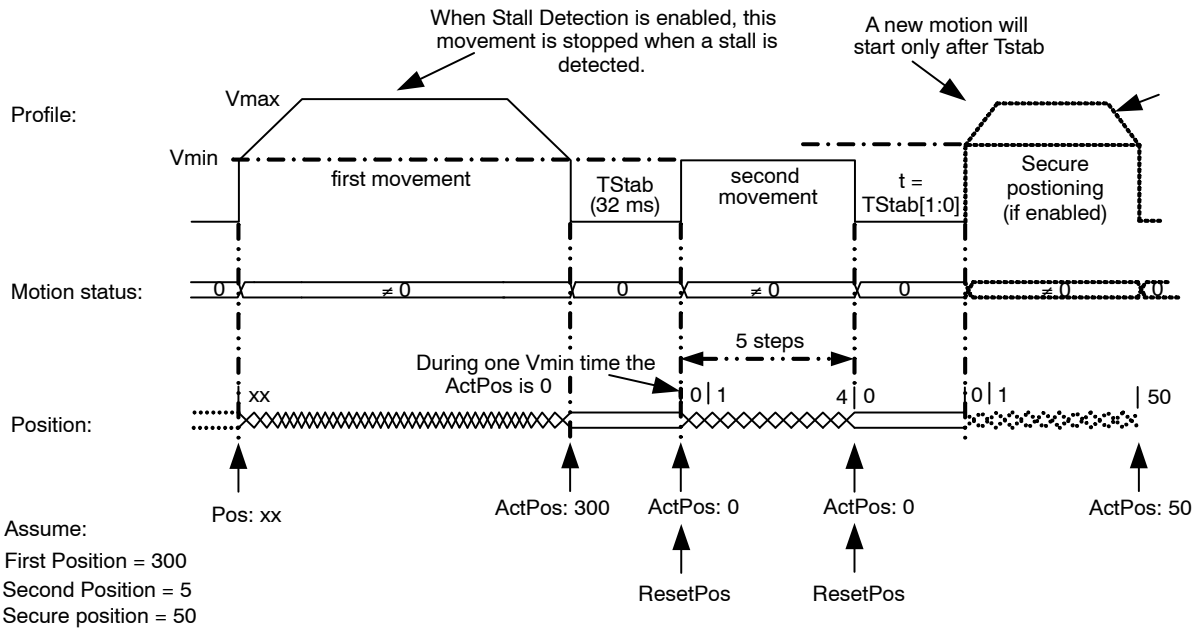 When Stall Detection is enabled, this
movement is stopped when a stall is
detected.
A new motion will
start only after Tstab
Profile:
Vmax
Vmin
first movement
TStab
(32 ms)
second
movement
t =
TStab[1:0]
Secure
postioning
(if enabled)
Motion status:
0
≠ 0
0
≠ 0
0
≠ 0
0
5 steps
During one Vmin time the
ActPos is 0
Position:
xx
0 | 1
4 | 0
0 | 1
50
Pos: xx
ActPos: 300
ActPos: 0
ActPos: 0
ActPos: 50
ResetPos
ResetPos
Assume:
First Position = 300
Second Position = 5
Secure position = 50